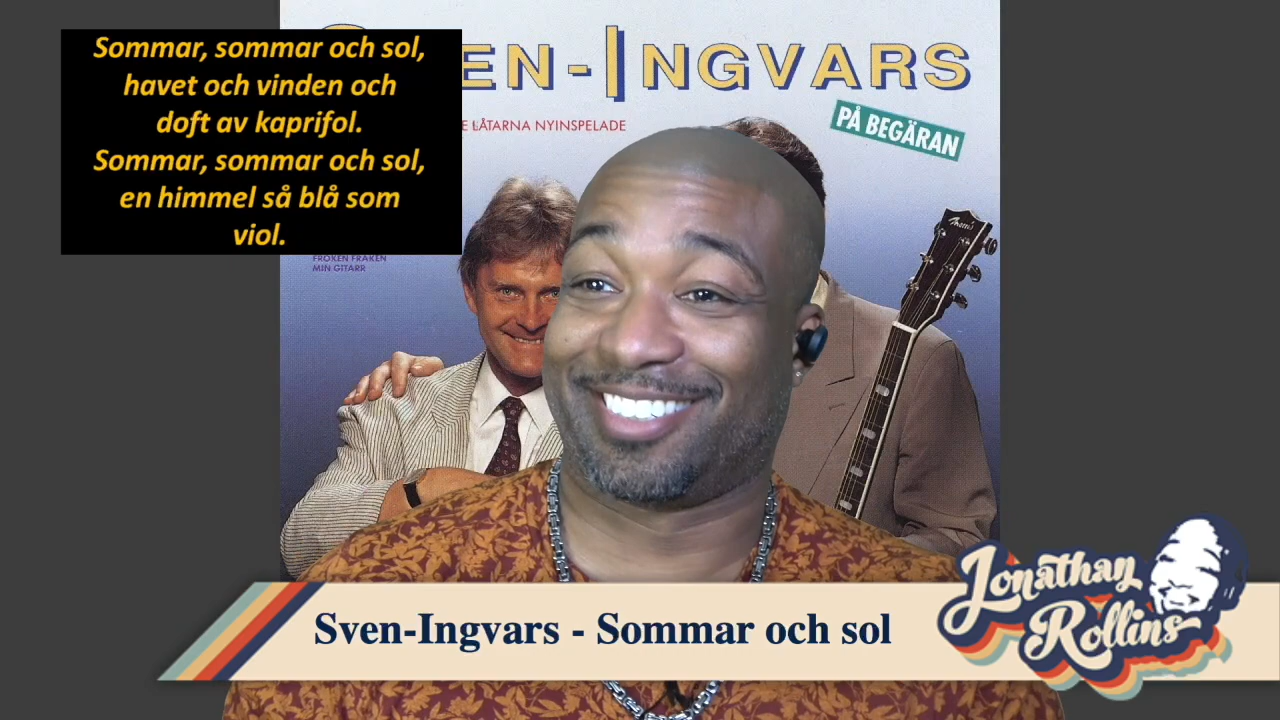 Sommar, sommar och sol,
havet och vinden och
doft av kaprifol.
Sommar, sommar och sol,
en himmel så blå som
viol.
EN-INGVARS
PÅ BEGÄRAN
E LÅTARNA NYINSPELADE
FRÖKEN FRÄKEN
MIN GITARR
Sven-Ingvars - Sommar och sol
Jonathan
Rollins